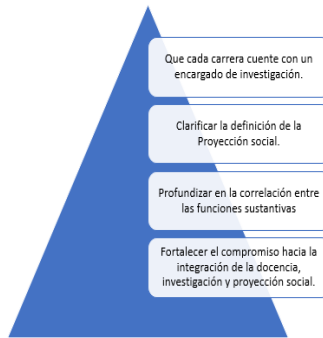 Que cada carrera cuente con un
encargado de investigación.
Clarificar la definición de la
Proyección social.
Profundizar en la correlación entre
las funciones sustantivas
Fortalecer el compromiso hacia la
integración de la docencia,
investigación y proyección social.